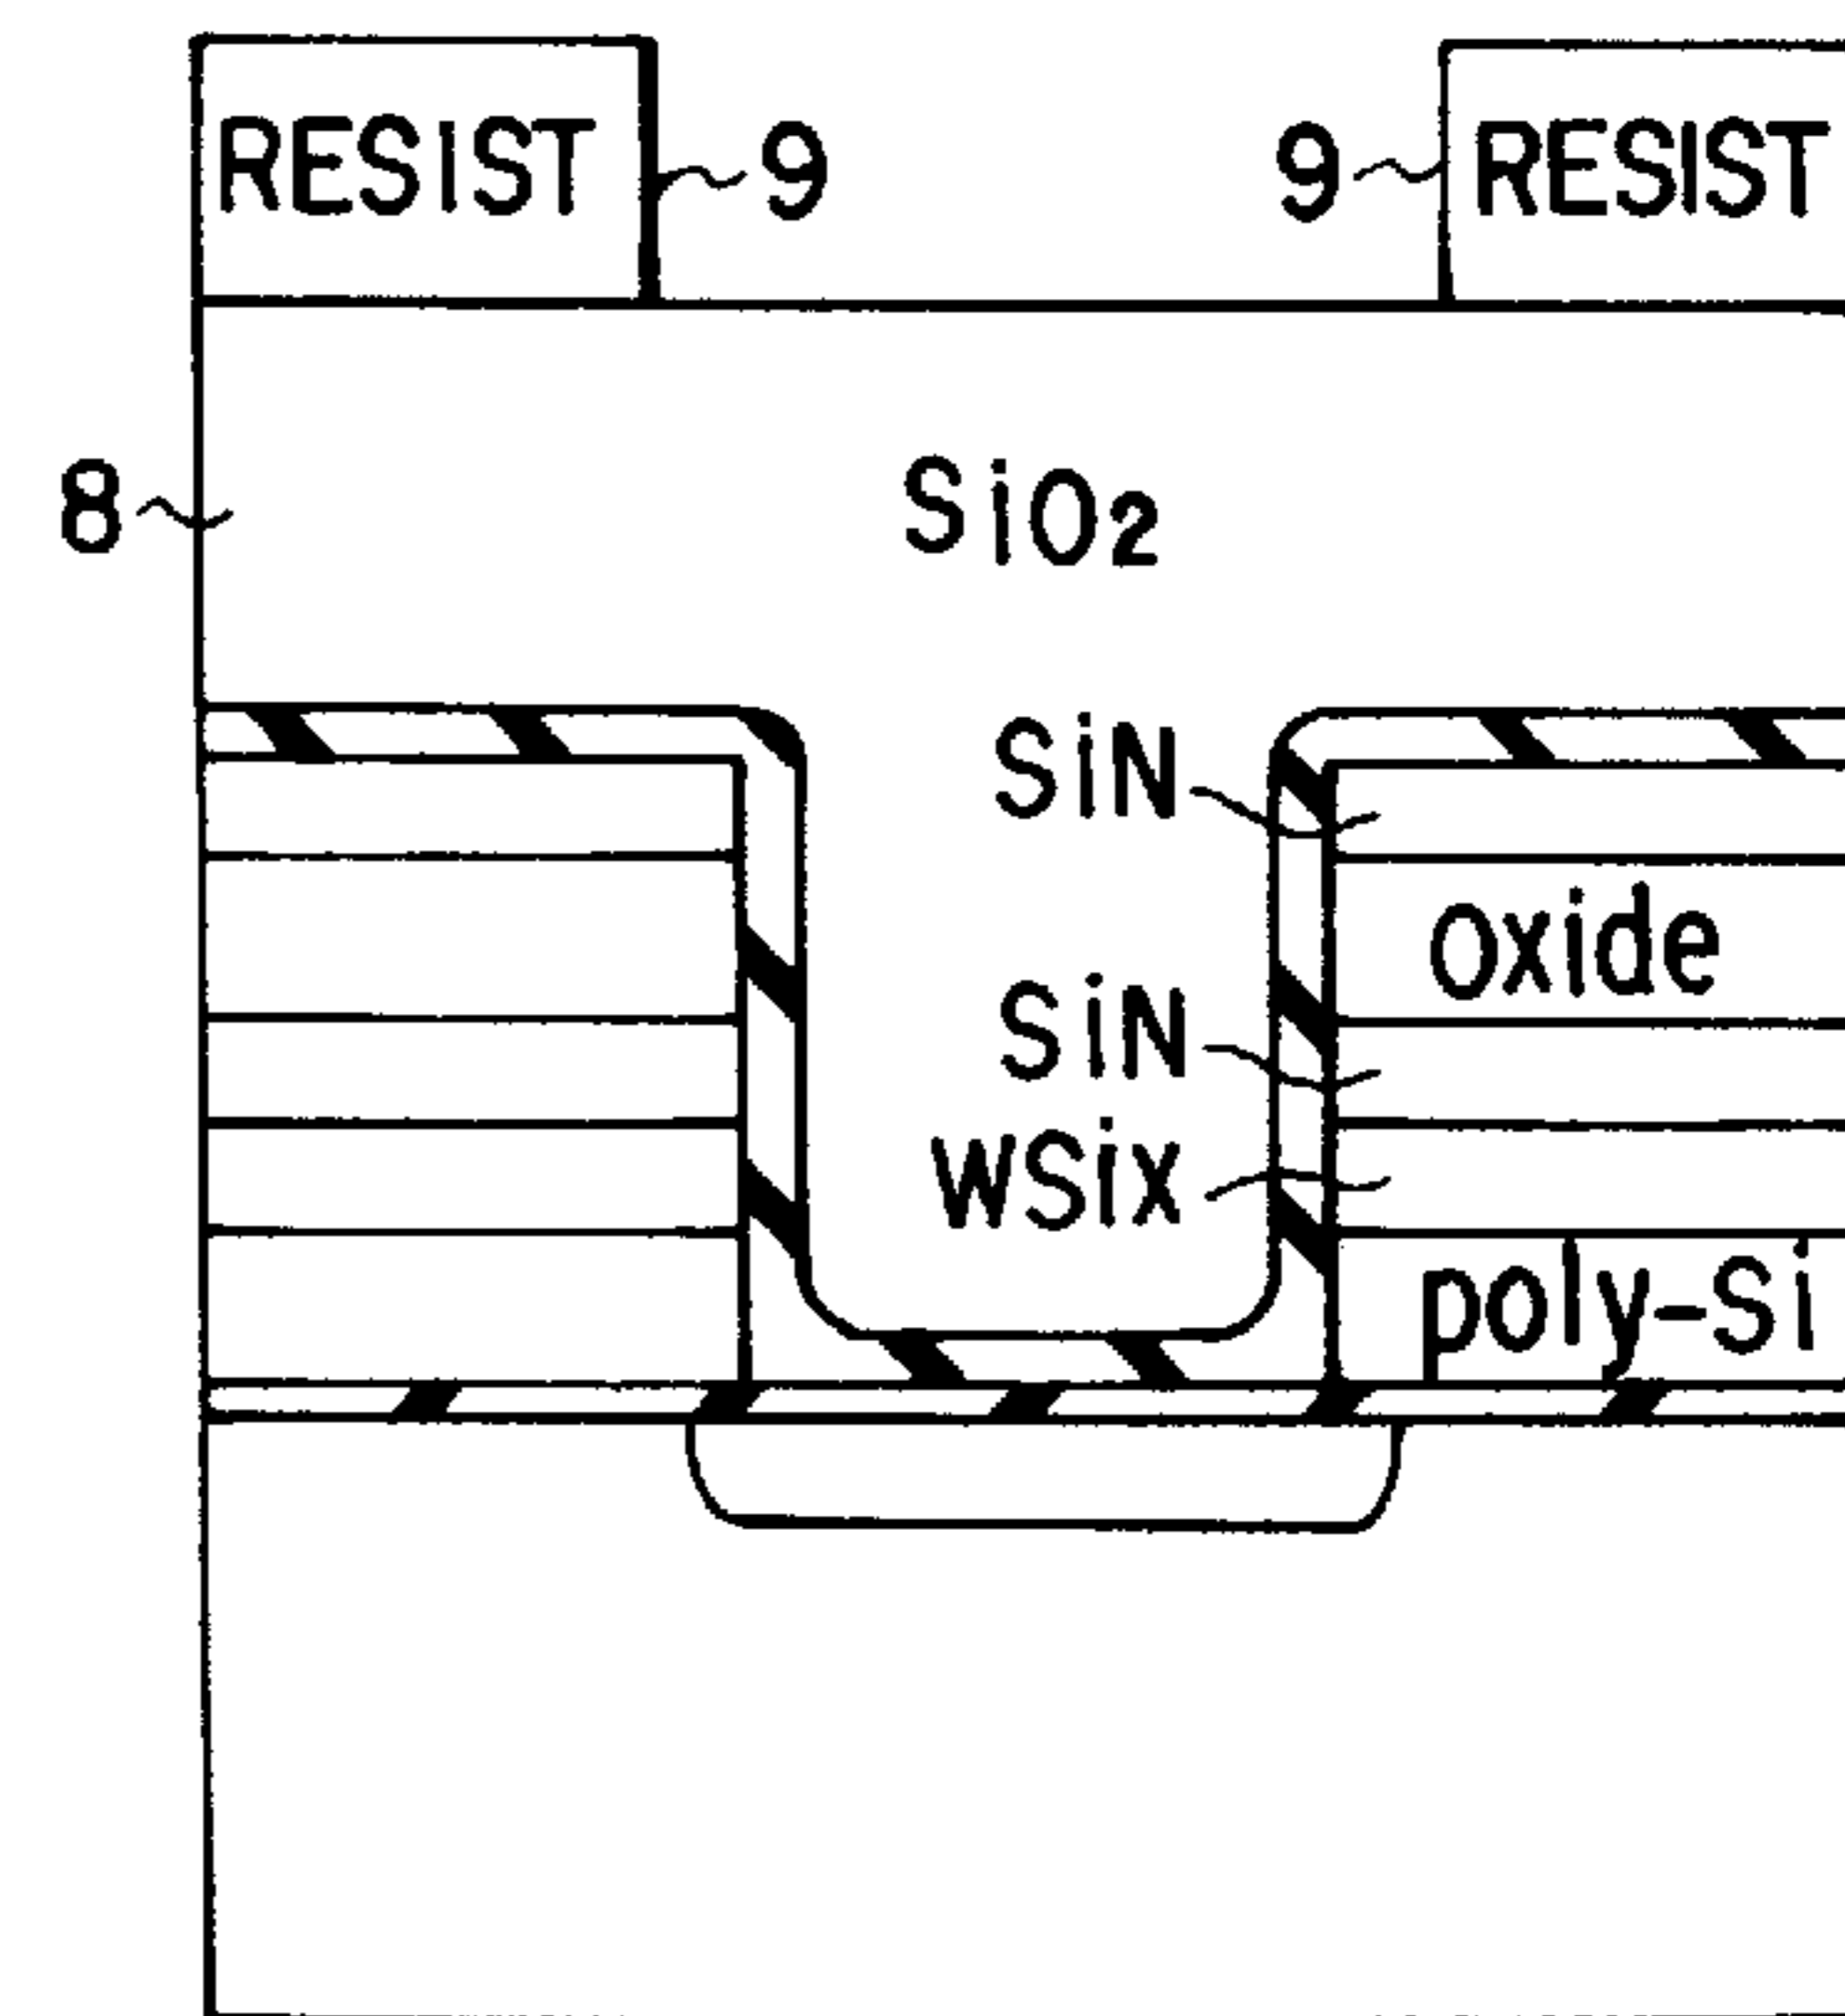 RESIST 9 9 RESIST
8 SiO2
SiN
oxide
SiN
WSix
poly-Si